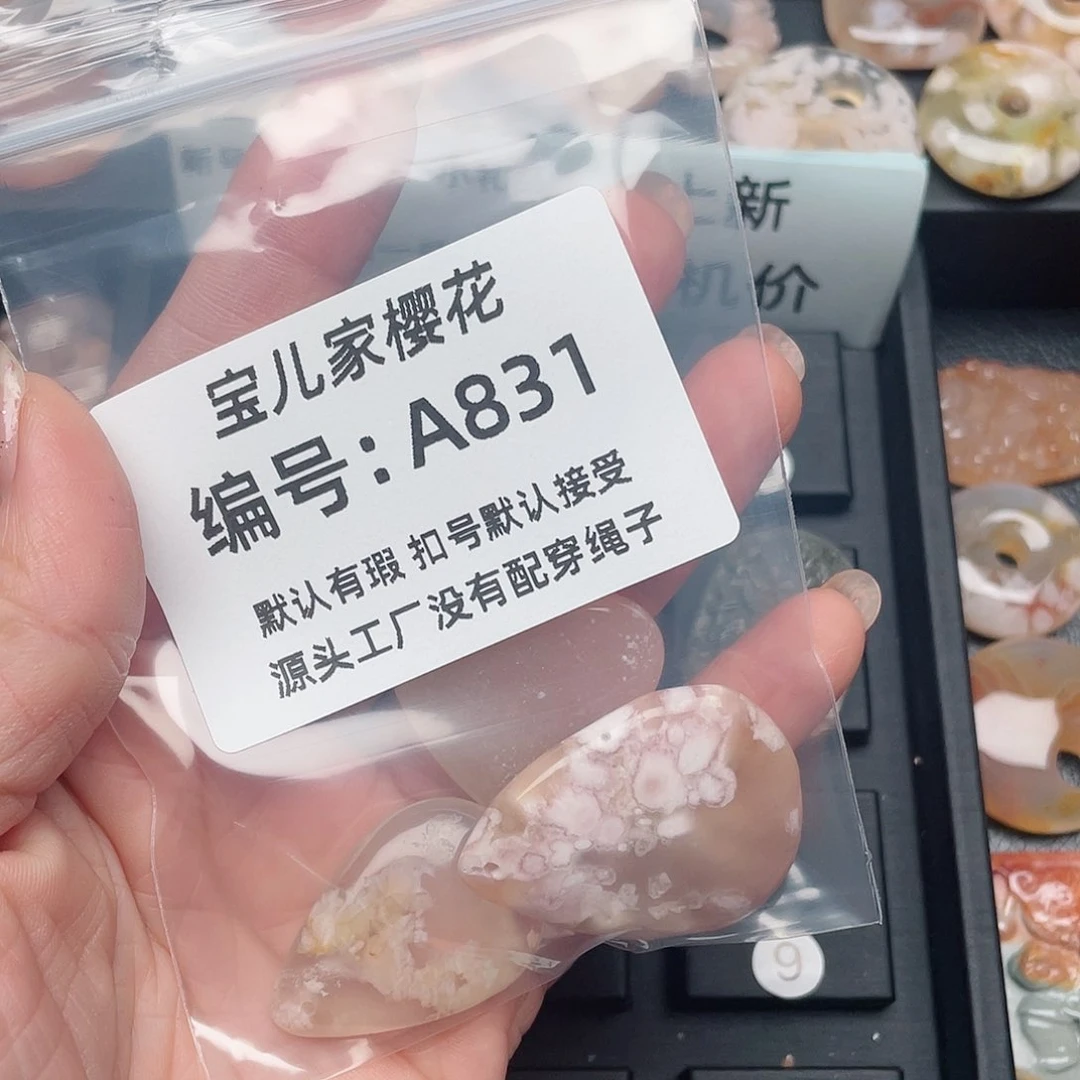 宝儿家樱花
编号：A831
默认有瑕 扣号默认接受
源头工厂没有配穿绳子
上新
机价
9